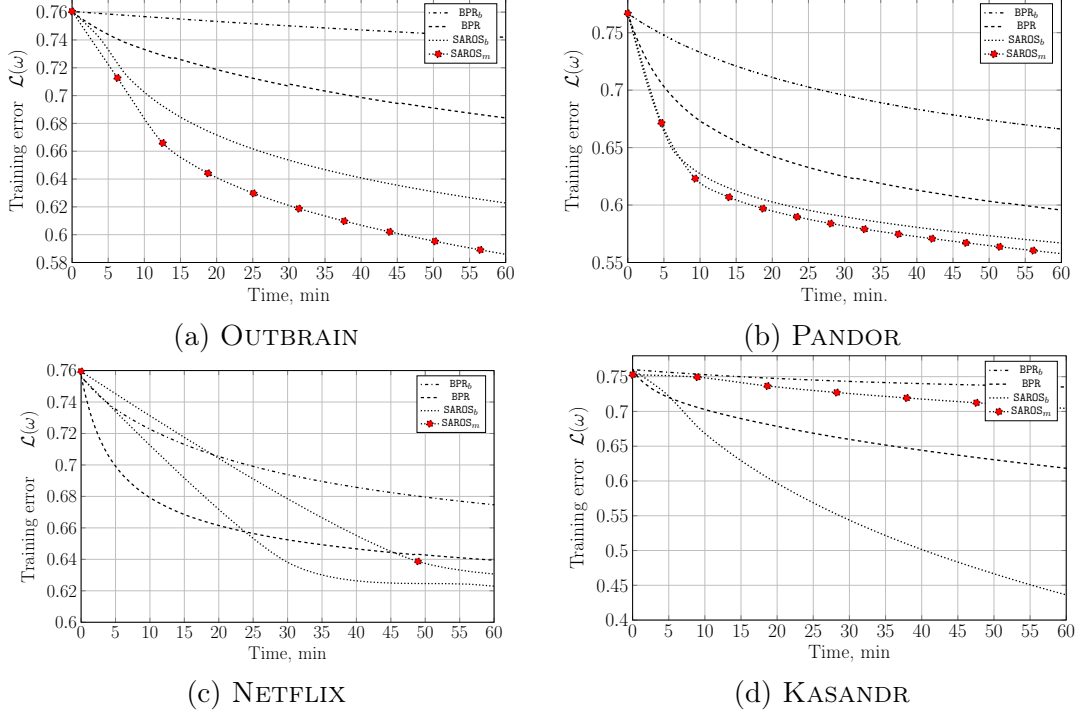 0.76
0.74
0.72
0.7
0.68
0.66
0.64
0.62
0.6
0.58
Training error ℒ(ω)
0 5 10 15 20 25 30 35 40 45 50 55 60
Time, min
BPR_b
BPR
SAROS_b
SAROS_m
(a) OUTBRAIN
0.75
0.7
0.65
0.6
0.55
Training error ℒ(ω)
0 5 10 15 20 25 30 35 40 45 50 55 60
Time, min.
BPR_b
BPR
SAROS_b
SAROS_m
(b) PANDOR
0.76
0.74
0.72
0.7
0.68
0.66
0.64
0.62
0.6
Training error ℒ(ω)
0 5 10 15 20 25 30 35 40 45 50 55 60
Time, min
BPR_b
BPR
SAROS_b
SAROS_m
(c) NETFLIX
0.75
0.7
0.65
0.6
0.55
0.5
0.45
0.4
Training error ℒ(ω)
0 5 10 15 20 25 30 35 40 45 50 55 60
Time, min
BPR_b
BPR
SAROS_b
SAROS_m
(d) KASANDR